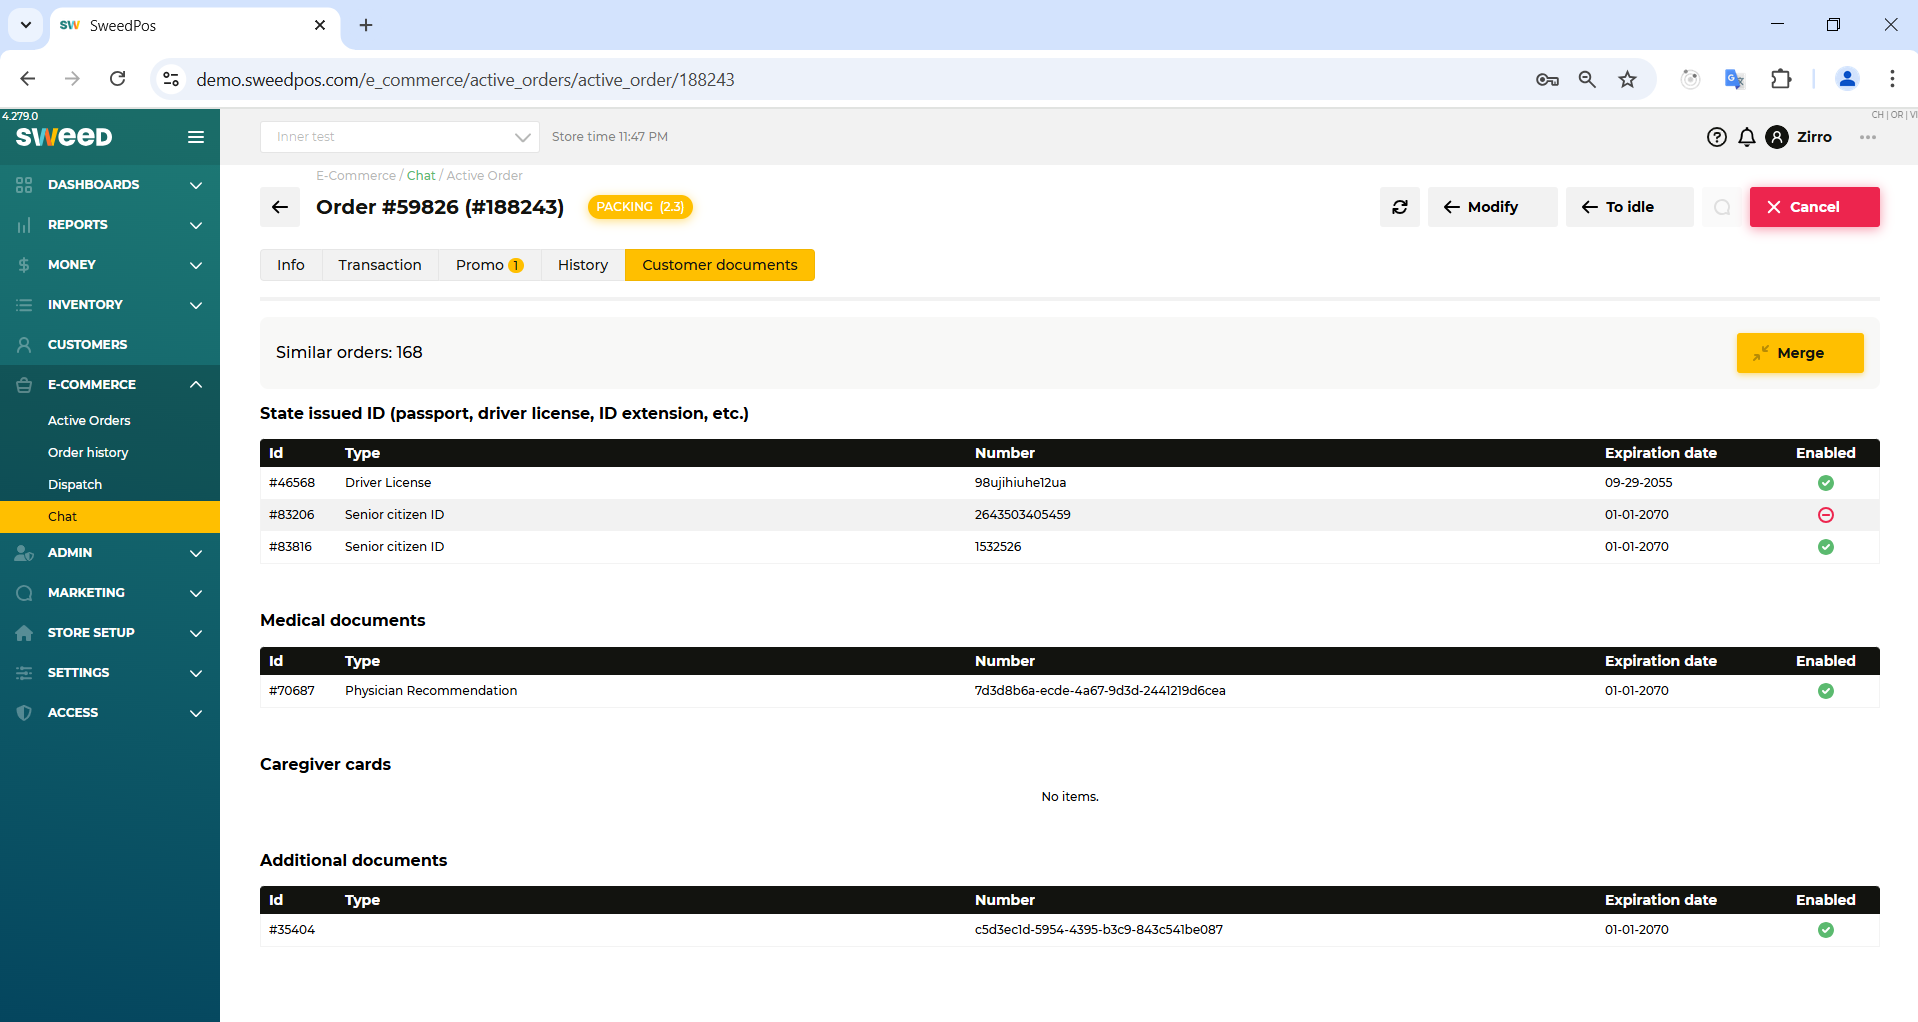 SweedPos
demo.sweedpos.com/e_commerce/active_orders/active_order/188243
4.279.0
sweed
Inner test
Store time 11:47 PM
CH | OR | VI
Zirro
DASHBOARDS
REPORTS
MONEY
INVENTORY
CUSTOMERS
E-COMMERCE
Active Orders
Order history
Dispatch
Chat
ADMIN
MARKETING
STORE SETUP
SETTINGS
ACCESS
E-Commerce / Chat / Active Order
Order #59826 (#188243) PACKING (2.3)
Modify To idle Cancel
Info Transaction Promo 1 History Customer documents
Similar orders: 168 Merge
State issued ID (passport, driver license, ID extension, etc.)
Id Type Number Expiration date Enabled
#46568 Driver License 98ujihiuhe12ua 09-29-2055
#83206 Senior citizen ID 2643503405459 01-01-2070
#83816 Senior citizen ID 1532526 01-01-2070
Medical documents
Id Type Number Expiration date Enabled
#70687 Physician Recommendation 7d3d8b6a-ecde-4a67-9d3d-2441219d6cea 01-01-2070
Caregiver cards
No items.
Additional documents
Id Type Number Expiration date Enabled
#35404 c5d3ec1d-5954-4395-b3c9-843c541be087 01-01-2070